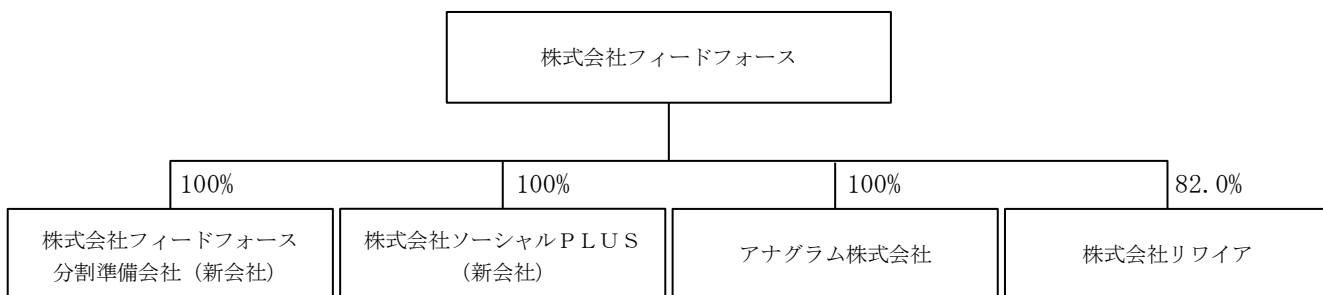 株式会社フィードフォース
100%
100%
100%
82.0%
株式会社フィードフォース
分割準備会社（新会社）
株式会社ソーシャルＰＬＵＳ
（新会社）
アナグラム株式会社
株式会社リワイア